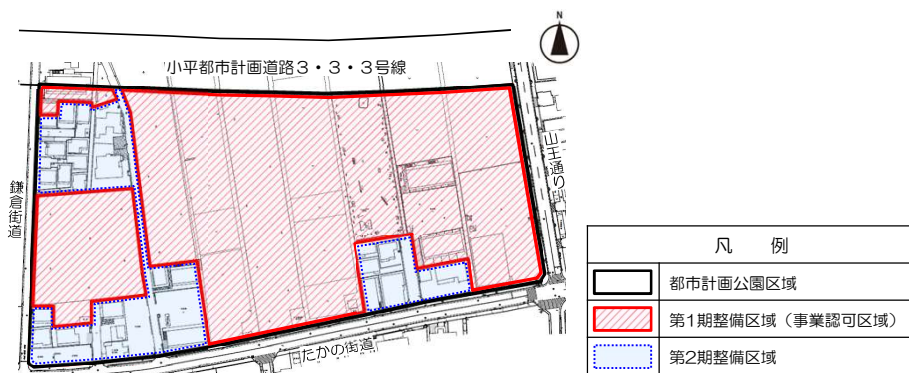 N
小平都市計画道路3・3・3号線
鎌倉街道
山王通り
たかの街道
凡 例
都市計画公園区域
第1期整備区域（事業認可区域）
第2期整備区域